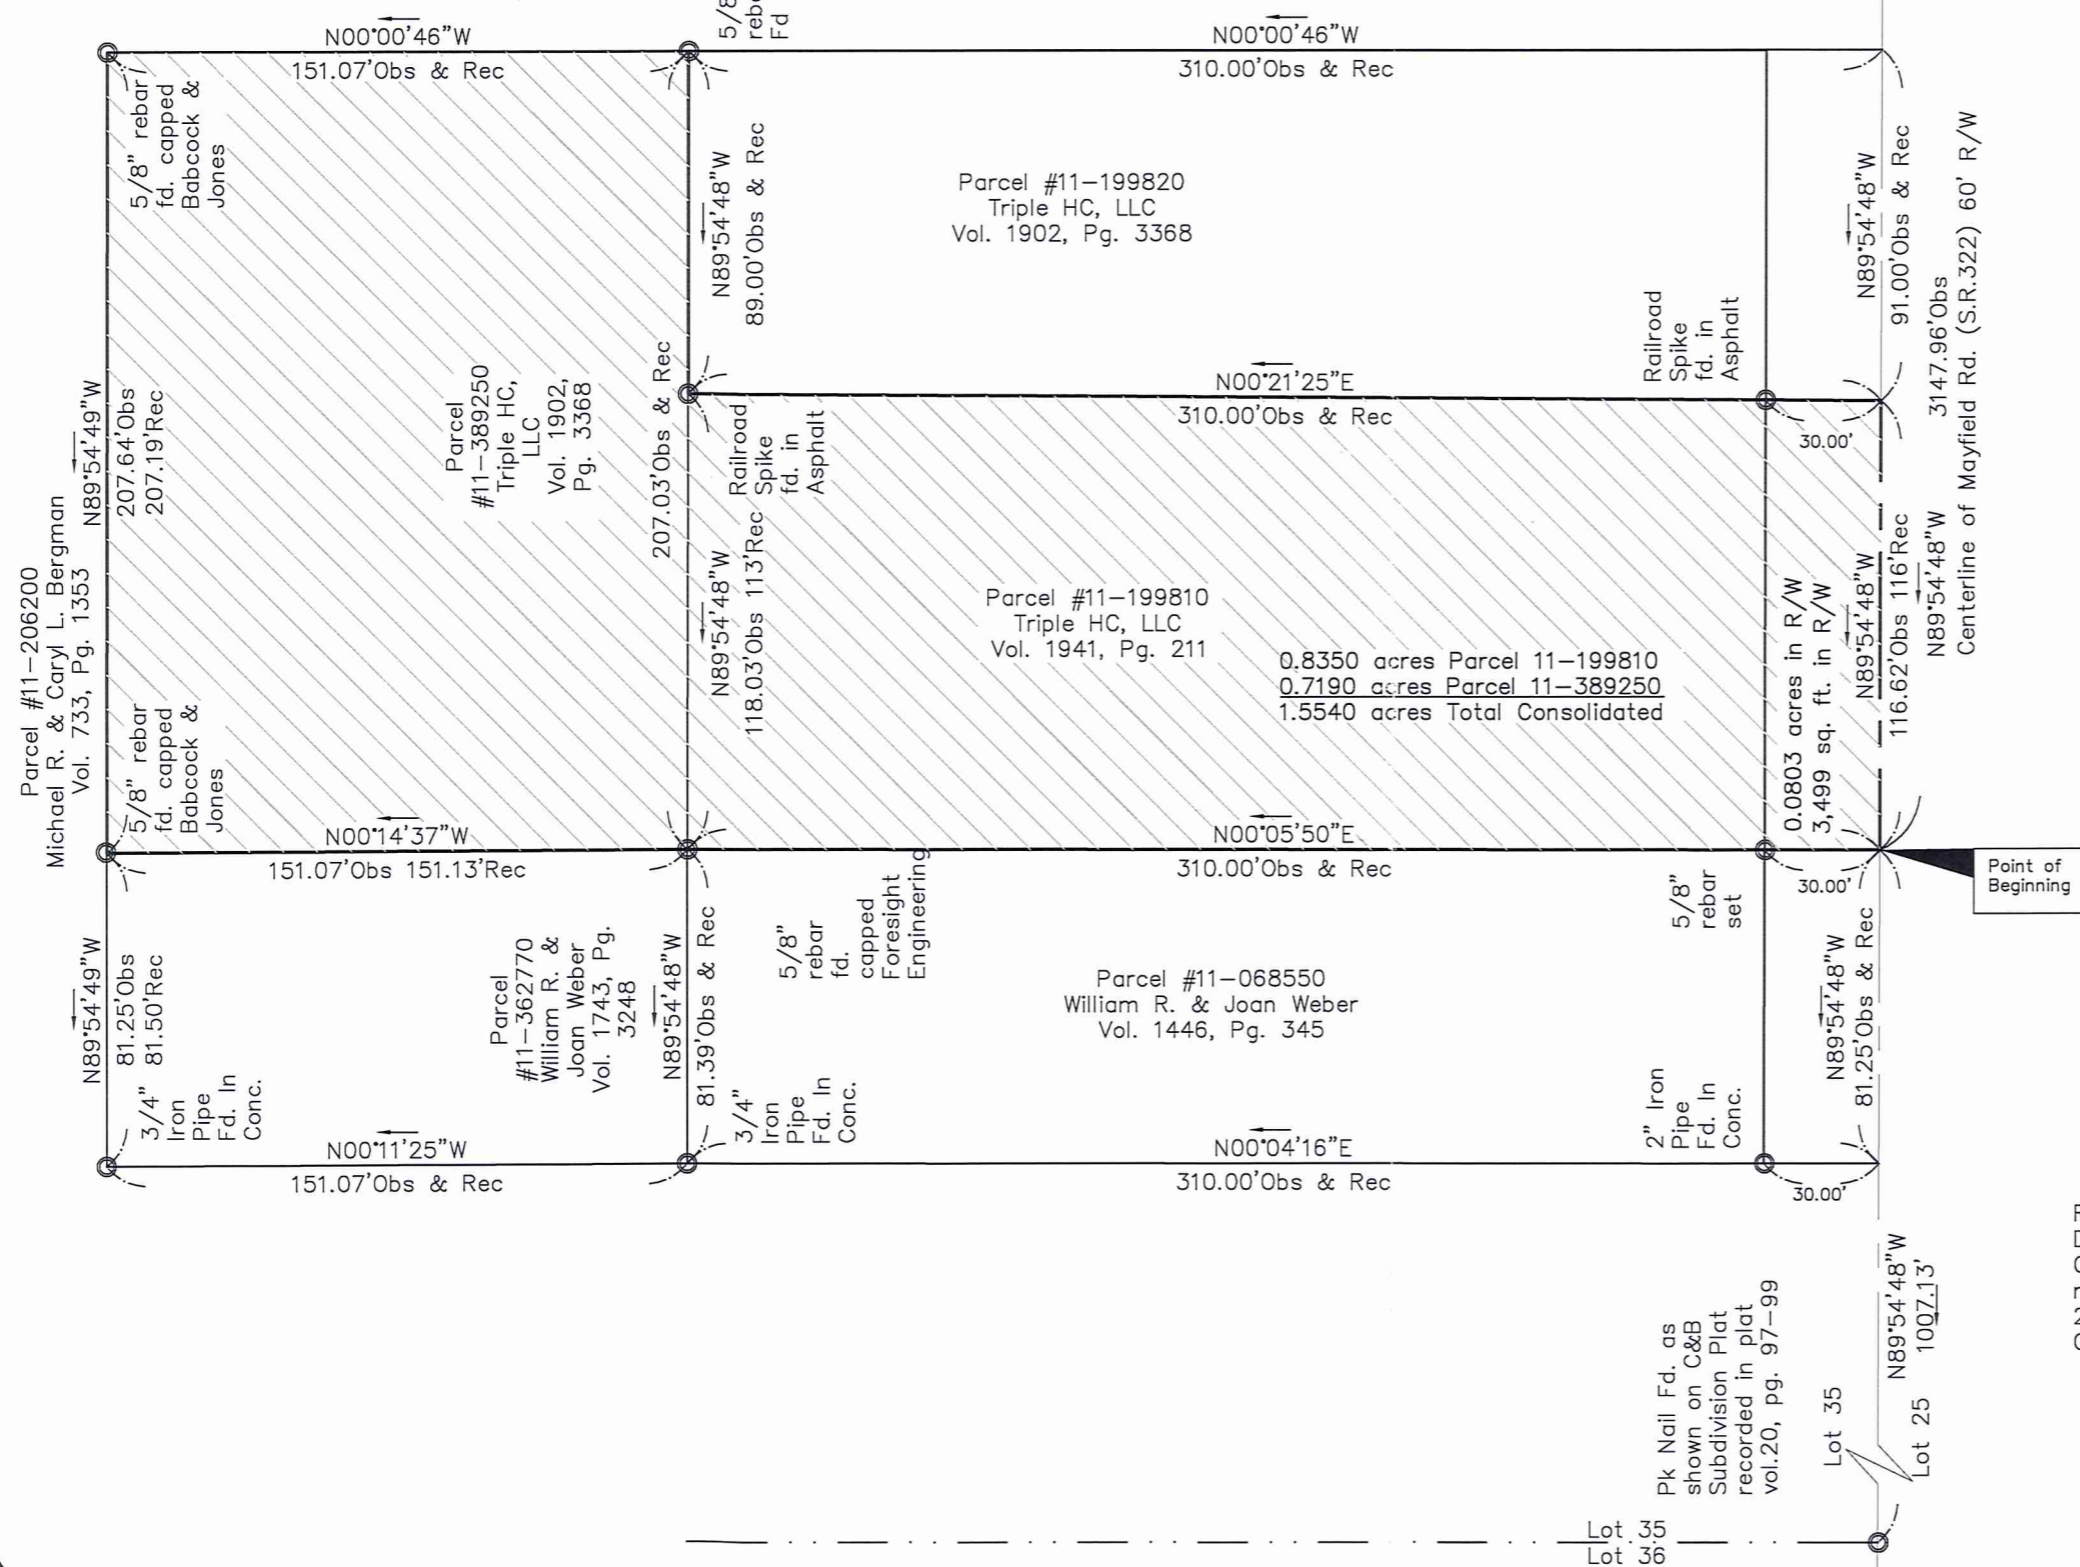 N00°00'46"W
151.07'Obs & Rec
5/8"
rebar
Fd
N00°00'46"W
310.00'Obs & Rec
5/8" rebar
fd. capped
Babcock &
Jones
N89°54'48"W
89.00'Obs & Rec
Parcel #11-199820
Triple HC, LLC
Vol. 1902, Pg. 3368
N89°54'48"W
91.00'Obs & Rec
3147.96'Obs
Centerline of Mayfield Rd. (S.R.322) 60' R/W
Railroad
Spike
fd. in
Asphalt
N00°21'25"E
310.00'Obs & Rec
30.00'
Parcel #11-206200
Michael R. & Caryl L. Bergman
Vol. 733, Pg. 1353
N89°54'49"W
207.64'Obs
207.19'Rec
Parcel
#11-389250
Triple HC,
LLC
Vol. 1902,
Pg. 3368
207.03'Obs & Rec
Railroad
Spike
fd. in
Asphalt
N89°54'48"W
118.03'Obs 113'Rec
Parcel #11-199810
Triple HC, LLC
Vol. 1941, Pg. 211
0.8350 acres Parcel 11-199810
0.7190 acres Parcel 11-389250
1.5540 acres Total Consolidated
0.0803 acres in R/W
3,499 sq. ft. in R/W
N89°54'48"W
116.62'Obs 116'Rec
N89°54'48"W
5/8" rebar
fd. capped
Babcock &
Jones
N00°14'37"W
151.07'Obs 151.13'Rec
N00°05'50"E
310.00'Obs & Rec
30.00'
Point of
Beginning
N89°54'49"W
81.25'Obs
81.50'Rec
Parcel
#11-362770
William R. &
Joan Weber
Vol. 1743, Pg.
3248
N89°54'48"W
81.39'Obs & Rec
5/8"
rebar
fd.
capped
Foresight
Engineering
Parcel #11-068550
William R. & Joan Weber
Vol. 1446, Pg. 345
5/8"
rebar
set
N89°54'48"W
81.25'Obs & Rec
3/4"
Iron
Pipe
Fd. In
Conc.
3/4"
Iron
Pipe
Fd. In
Conc.
2" Iron
Pipe
Fd. In
Conc.
N00°11'25"W
151.07'Obs & Rec
N00°04'16"E
310.00'Obs & Rec
30.00'
Pk Nail Fd. as
shown on C&B
Subdivision Plat
recorded in plat
vol.20, pg. 97-99
Lot 35
N89°54'48"W
Lot 25 1007.13'
Lot 35
Lot 36